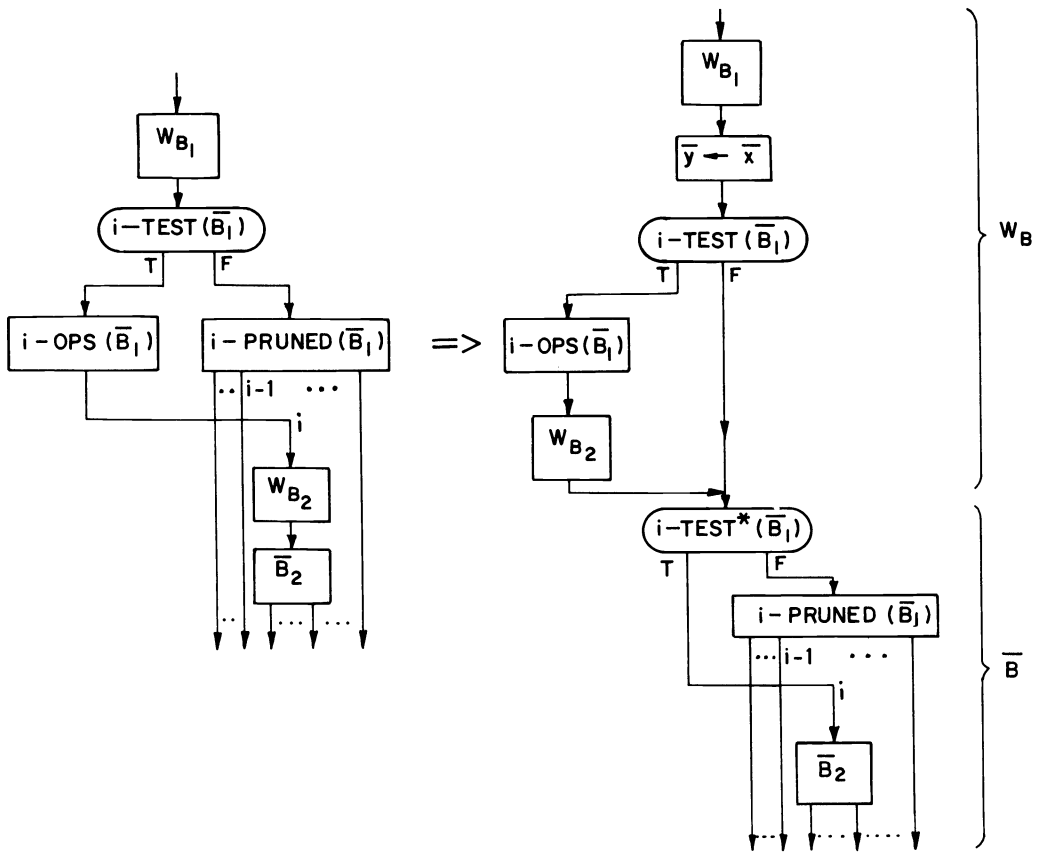 W_B₁
i—TEST(B̅₁)
T F
i-OPS(B̅₁)
i-PRUNED(B̅₁)
.. i-1 ...
i
W_B₂
B̅₂
.. ... ....
=>
W_B₁
y̅ ← x̅
i—TEST(B̅₁)
T F
i-OPS(B̅₁)
W_B₂
W_B
i—TEST*(B̅₁)
T F
i-PRUNED(B̅j)
... i-1 ...
i
B̅₂
B̅